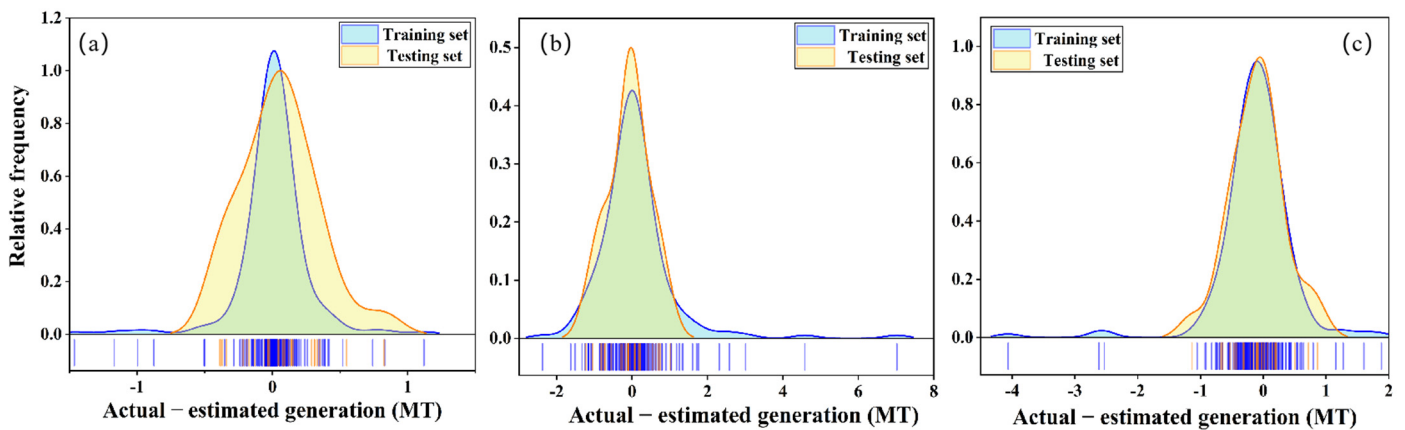 Relative frequency
(a)
Training set
Testing set
1.2
1.0
0.8
0.6
0.4
0.2
0.0
-1 0 1
Actual − estimated generation (MT)
(b)
Training set
Testing set
0.5
0.4
0.3
0.2
0.1
0.0
-2 0 2 4 6 8
Actual − estimated generation (MT)
Training set
Testing set
(c)
1.0
0.8
0.6
0.4
0.2
0.0
-4 -3 -2 -1 0 1 2
Actual − estimated generation (MT)